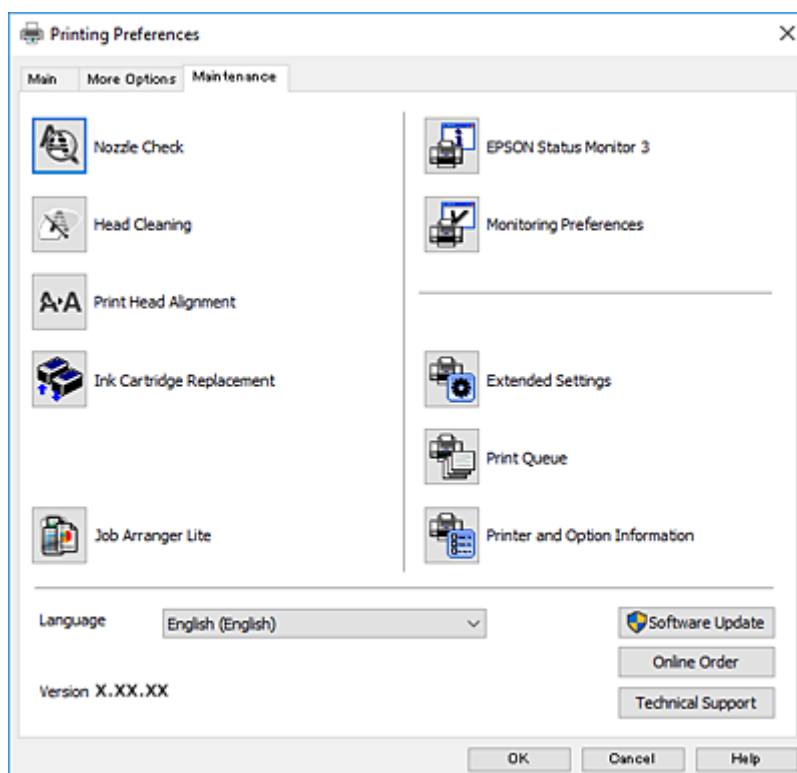 Printing Preferences
Main
More Options
Maintenance
Nozzle Check
Head Cleaning
A·A
Print Head Alignment
Ink Cartridge Replacement
Job Arranger Lite
EPSON Status Monitor 3
Monitoring Preferences
Extended Settings
Print Queue
Printer and Option Information
Language
English (English)
Software Update
Online Order
Version X.XX.XX
Technical Support
OK
Cancel
Help